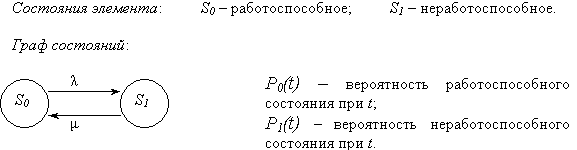 Состояния элемента: S0 – работоспособное; S1 – неработоспособное.
Граф состояний:
λ
S0 S1
μ
P0(t) – вероятность работоспособного
состояния при t;
P1(t) – вероятность неработоспособного
состояния при t.